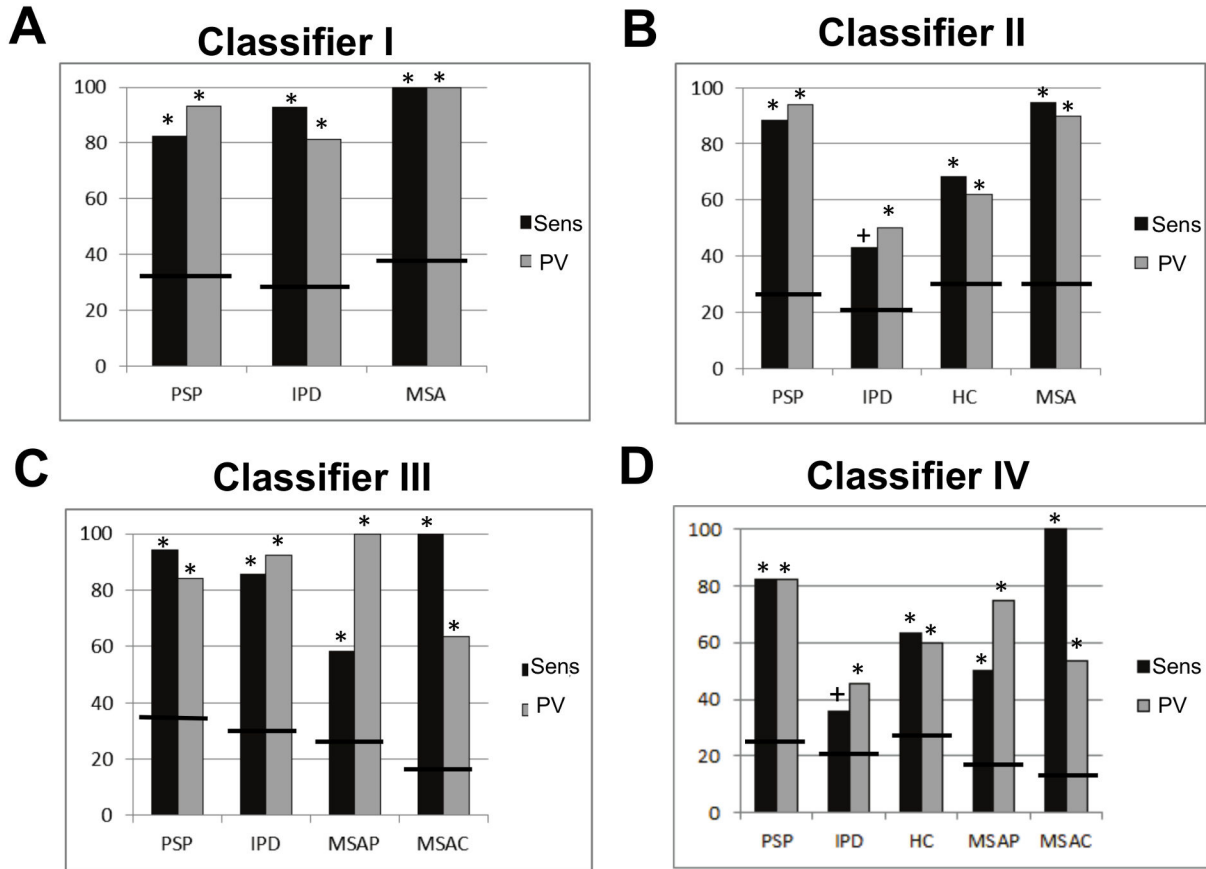 A
Classifier I
100
80
60
40
20
0
* * * * * *
PSP IPD MSA
Sens
PV
B
Classifier II
100
80
60
40
20
0
* * + * * * * *
PSP IPD HC MSA
Sens
PV
C
Classifier III
100
80
60
40
20
0
* * * * * * * *
PSP IPD MSAP MSAC
Sens
PV
D
Classifier IV
100
80
60
40
20
0
* * + * * * * * * *
PSP IPD HC MSAP MSAC
Sens
PV